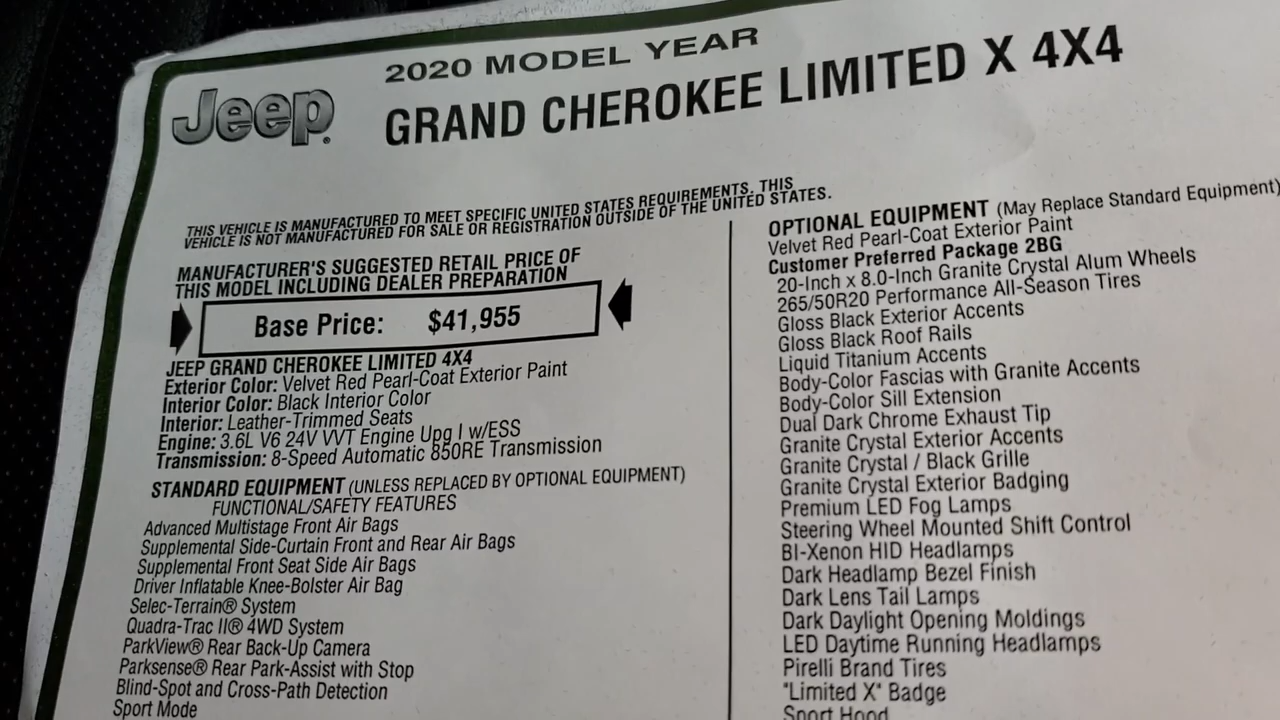 2020 MODEL YEAR
Jeep®
GRAND CHEROKEE LIMITED X 4X4
THIS VEHICLE IS MANUFACTURED TO MEET SPECIFIC UNITED STATES REQUIREMENTS. THIS
VEHICLE IS NOT MANUFACTURED FOR SALE OR REGISTRATION OUTSIDE OF THE UNITED STATES.
MANUFACTURER'S SUGGESTED RETAIL PRICE OF
THIS MODEL INCLUDING DEALER PREPARATION
Base Price: $41,955
JEEP GRAND CHEROKEE LIMITED 4X4
Exterior Color: Velvet Red Pearl-Coat Exterior Paint
Interior Color: Black Interior Color
Interior: Leather-Trimmed Seats
Engine: 3.6L V6 24V VVT Engine Upg I w/ESS
Transmission: 8-Speed Automatic 850RE Transmission
STANDARD EQUIPMENT (UNLESS REPLACED BY OPTIONAL EQUIPMENT)
FUNCTIONAL/SAFETY FEATURES
Advanced Multistage Front Air Bags
Supplemental Side-Curtain Front and Rear Air Bags
Supplemental Front Seat Side Air Bags
Driver Inflatable Knee-Bolster Air Bag
Selec-Terrain® System
Quadra-Trac II® 4WD System
ParkView® Rear Back-Up Camera
Parksense® Rear Park-Assist with Stop
Blind-Spot and Cross-Path Detection
Sport Mode
OPTIONAL EQUIPMENT (May Replace Standard Equipment)
Velvet Red Pearl-Coat Exterior Paint
Customer Preferred Package 2BG
20-Inch x 8.0-Inch Granite Crystal Alum Wheels
265/50R20 Performance All-Season Tires
Gloss Black Exterior Accents
Gloss Black Roof Rails
Liquid Titanium Accents
Body-Color Fascias with Granite Accents
Body-Color Sill Extension
Dual Dark Chrome Exhaust Tip
Granite Crystal Exterior Accents
Granite Crystal / Black Grille
Granite Crystal Exterior Badging
Premium LED Fog Lamps
Steering Wheel Mounted Shift Control
BI-Xenon HID Headlamps
Dark Headlamp Bezel Finish
Dark Lens Tail Lamps
Dark Daylight Opening Moldings
LED Daytime Running Headlamps
Pirelli Brand Tires
"Limited X" Badge
Sport Hood